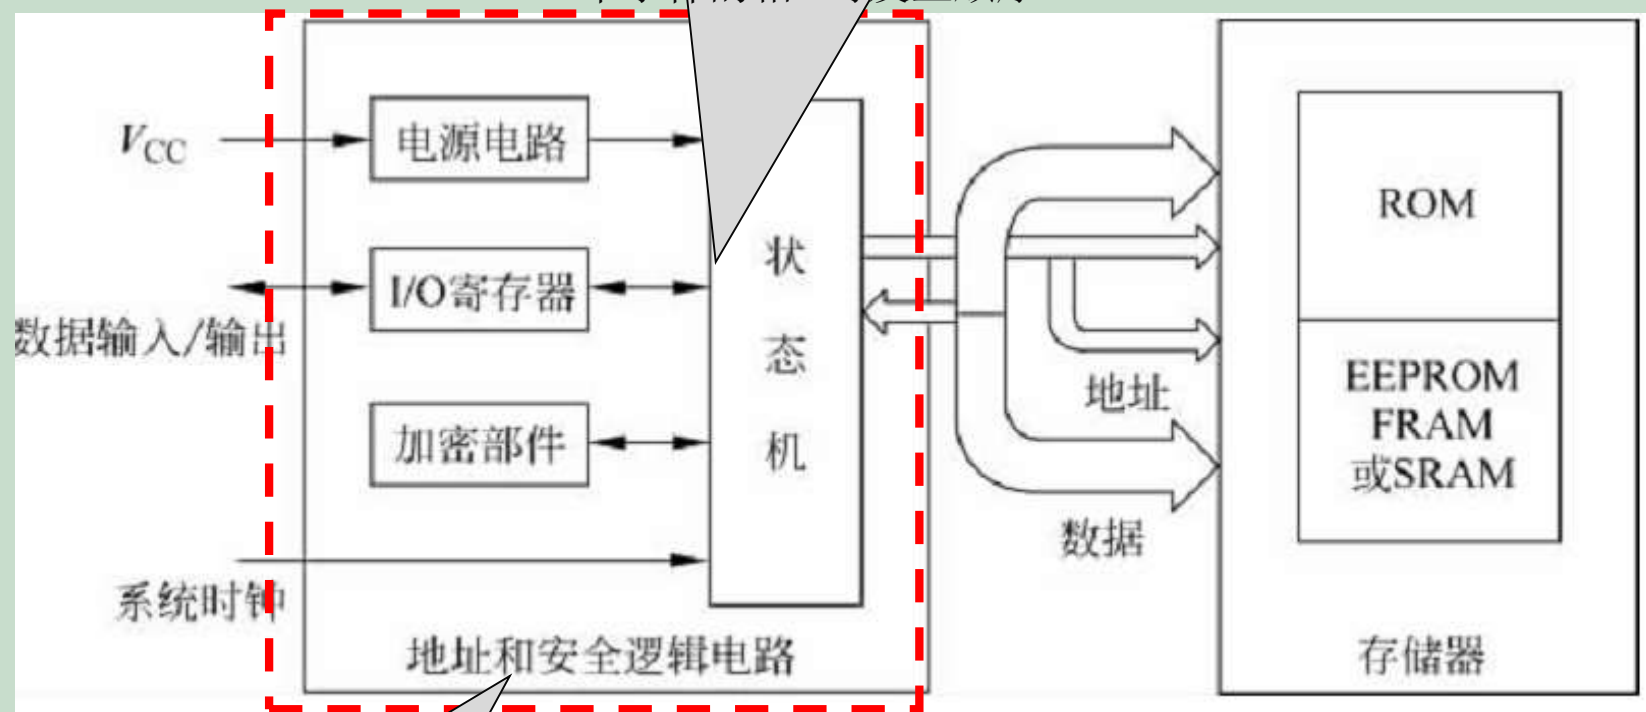 V_CC
电源电路
I/O寄存器
数据输入/输出
加密部件
系统时钟
状
态
机
地址和安全逻辑电路
地址
数据
ROM
EEPROM
FRAM
或SRAM
存储器